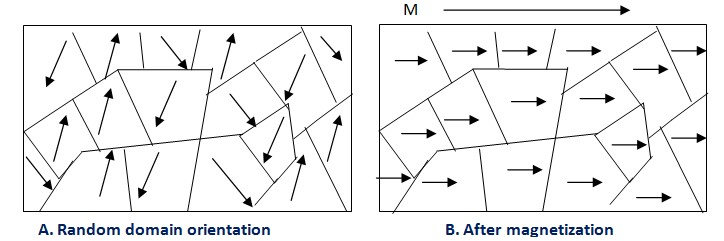 M
A. Random domain orientation
B. After magnetization